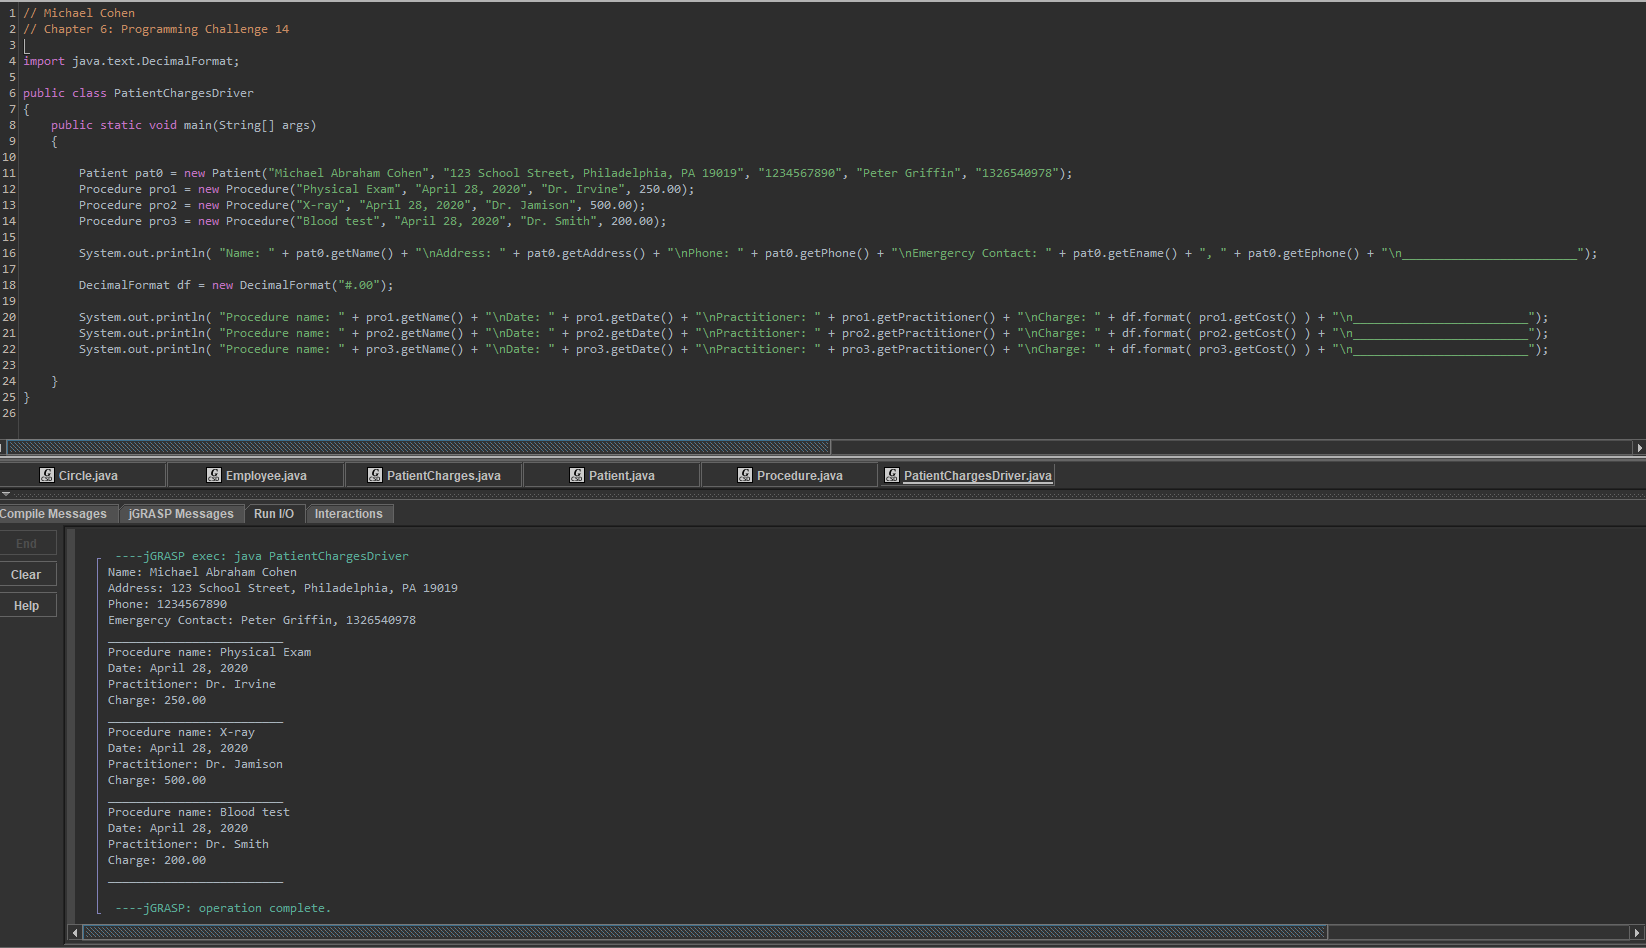 1 // Michael Cohen
2 // Chapter 6: Programming Challenge 14
3
4 import java.text.DecimalFormat;
5
6 public class PatientChargesDriver
7 {
8     public static void main(String[] args)
9     {
10
11         Patient pat0 = new Patient("Michael Abraham Cohen", "123 School Street, Philadelphia, PA 19019", "1234567890", "Peter Griffin", "1326540978");
12         Procedure pro1 = new Procedure("Physical Exam", "April 28, 2020", "Dr. Irvine", 250.00);
13         Procedure pro2 = new Procedure("X-ray", "April 28, 2020", "Dr. Jamison", 500.00);
14         Procedure pro3 = new Procedure("Blood test", "April 28, 2020", "Dr. Smith", 200.00);
15
16         System.out.println( "Name: " + pat0.getName() + "\nAddress: " + pat0.getAddress() + "\nPhone: " + pat0.getPhone() + "\nEmergency Contact: " + pat0.getEname() + ", " + pat0.getEphone() + "\n_________________________");
17
18         DecimalFormat df = new DecimalFormat("#.00");
19
20         System.out.println( "Procedure name: " + pro1.getName() + "\nDate: " + pro1.getDate() + "\nPractitioner: " + pro1.getPractitioner() + "\nCharge: " + df.format( pro1.getCost() ) + "\n_________________________");
21         System.out.println( "Procedure name: " + pro2.getName() + "\nDate: " + pro2.getDate() + "\nPractitioner: " + pro2.getPractitioner() + "\nCharge: " + df.format( pro2.getCost() ) + "\n_________________________");
22         System.out.println( "Procedure name: " + pro3.getName() + "\nDate: " + pro3.getDate() + "\nPractitioner: " + pro3.getPractitioner() + "\nCharge: " + df.format( pro3.getCost() ) + "\n_________________________");
23
24     }
25 }
26
Circle.java Employee.java PatientCharges.java Patient.java Procedure.java PatientChargesDriver.java
Compile Messages jGRASP Messages Run I/O Interactions
End
Clear
Help
----jGRASP exec: java PatientChargesDriver
Name: Michael Abraham Cohen
Address: 123 School Street, Philadelphia, PA 19019
Phone: 1234567890
Emergency Contact: Peter Griffin, 1326540978
_________________________
Procedure name: Physical Exam
Date: April 28, 2020
Practitioner: Dr. Irvine
Charge: 250.00
_________________________
Procedure name: X-ray
Date: April 28, 2020
Practitioner: Dr. Jamison
Charge: 500.00
_________________________
Procedure name: Blood test
Date: April 28, 2020
Practitioner: Dr. Smith
Charge: 200.00
_________________________
----jGRASP: operation complete.